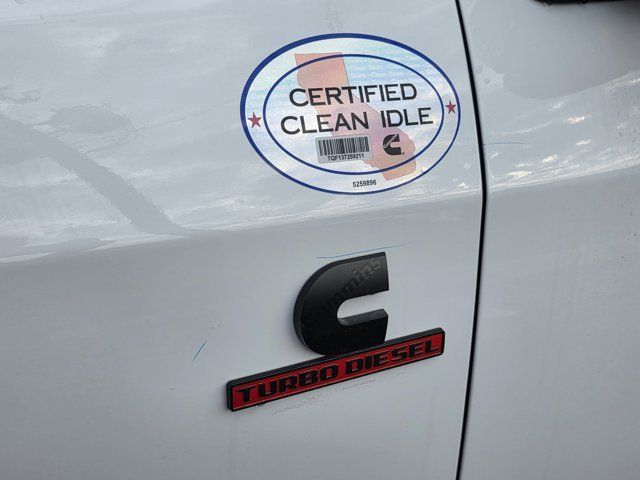 CERTIFIED
CLEAN IDLE
TQF137259211
5259896
Cummins
TURBO DIESEL